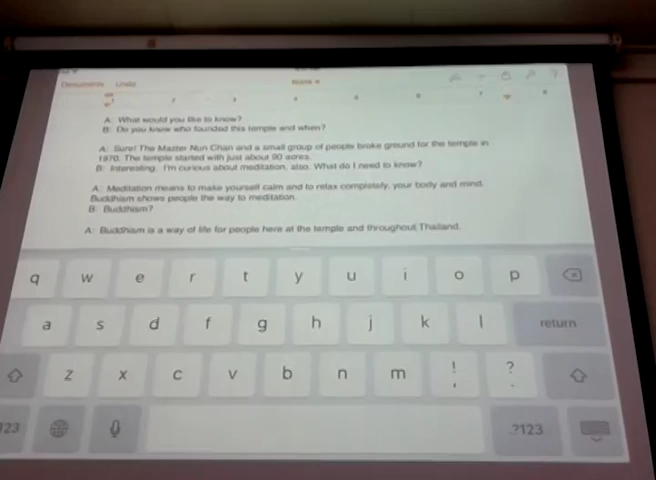 Documents Undo
A: What would you like to know?
B: Do you know who founded this temple and when?
A: Sure! The Master Nun Chan and a small group of people broke ground for the temple in
1970. The temple started with just about 90 acres.
B: Interesting. I'm curious about meditation, also. What do I need to know?
A: Meditation means to make yourself calm and to relax completely, your body and mind.
Buddhism shows people the way to meditation.
B: Buddhism?
A: Buddhism is a way of life for people here at the temple and throughout Thailand.
q w e r t y u i o p
a s d f g h j k l return
z x c v b n m ! , ? .
123 .?123